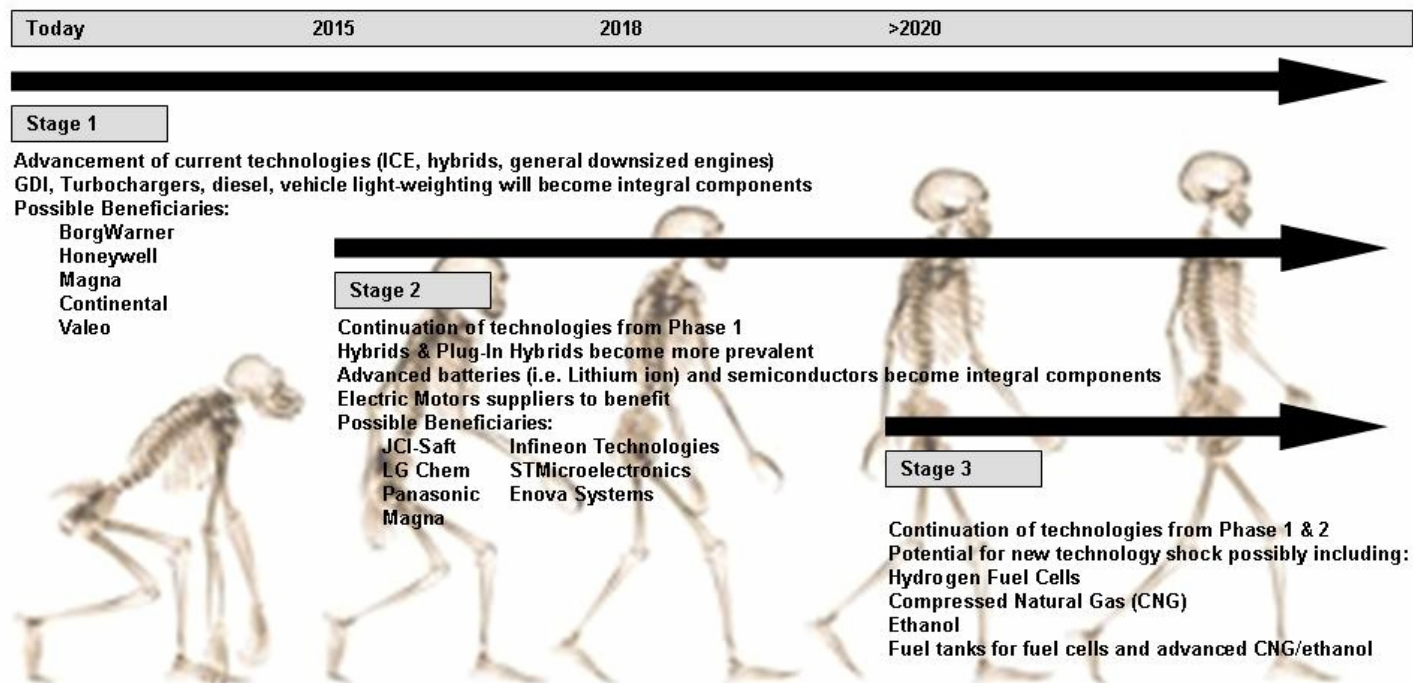 Today 2015 2018 >2020
Stage 1
Advancement of current technologies (ICE, hybrids, general downsized engines)
GDI, Turbochargers, diesel, vehicle light-weighting will become integral components
Possible Beneficiaries:
BorgWarner
Honeywell
Magna
Continental
Valeo
Stage 2
Continuation of technologies from Phase 1
Hybrids & Plug-In Hybrids become more prevalent
Advanced batteries (i.e. Lithium ion) and semiconductors become integral components
Electric Motors suppliers to benefit
Possible Beneficiaries:
JCI-Saft Infineon Technologies
LG Chem STMicroelectronics
Panasonic Enova Systems
Magna
Stage 3
Continuation of technologies from Phase 1 & 2
Potential for new technology shock possibly including:
Hydrogen Fuel Cells
Compressed Natural Gas (CNG)
Ethanol
Fuel tanks for fuel cells and advanced CNG/ethanol